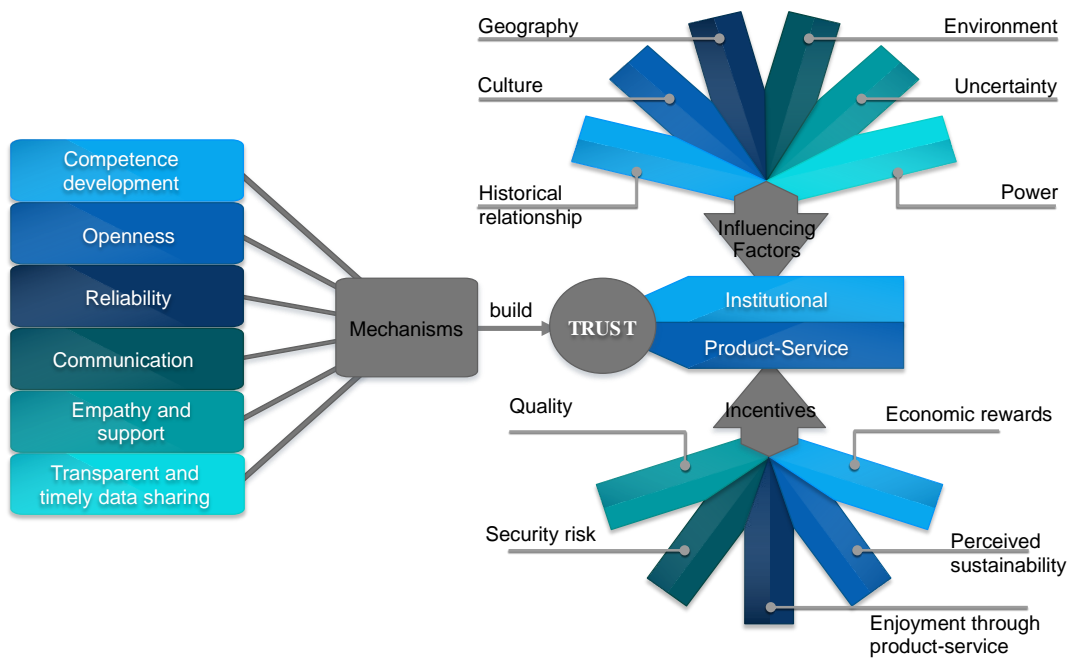 Competence
development
Openness
Reliability
Communication
Empathy and
support
Transparent and
timely data sharing
Mechanisms
build
TRUST
Institutional
Product-Service
Geography
Culture
Historical
relationship
Environment
Uncertainty
Power
Influencing
Factors
Incentives
Quality
Security risk
Economic rewards
Perceived
sustainability
Enjoyment through
product-service